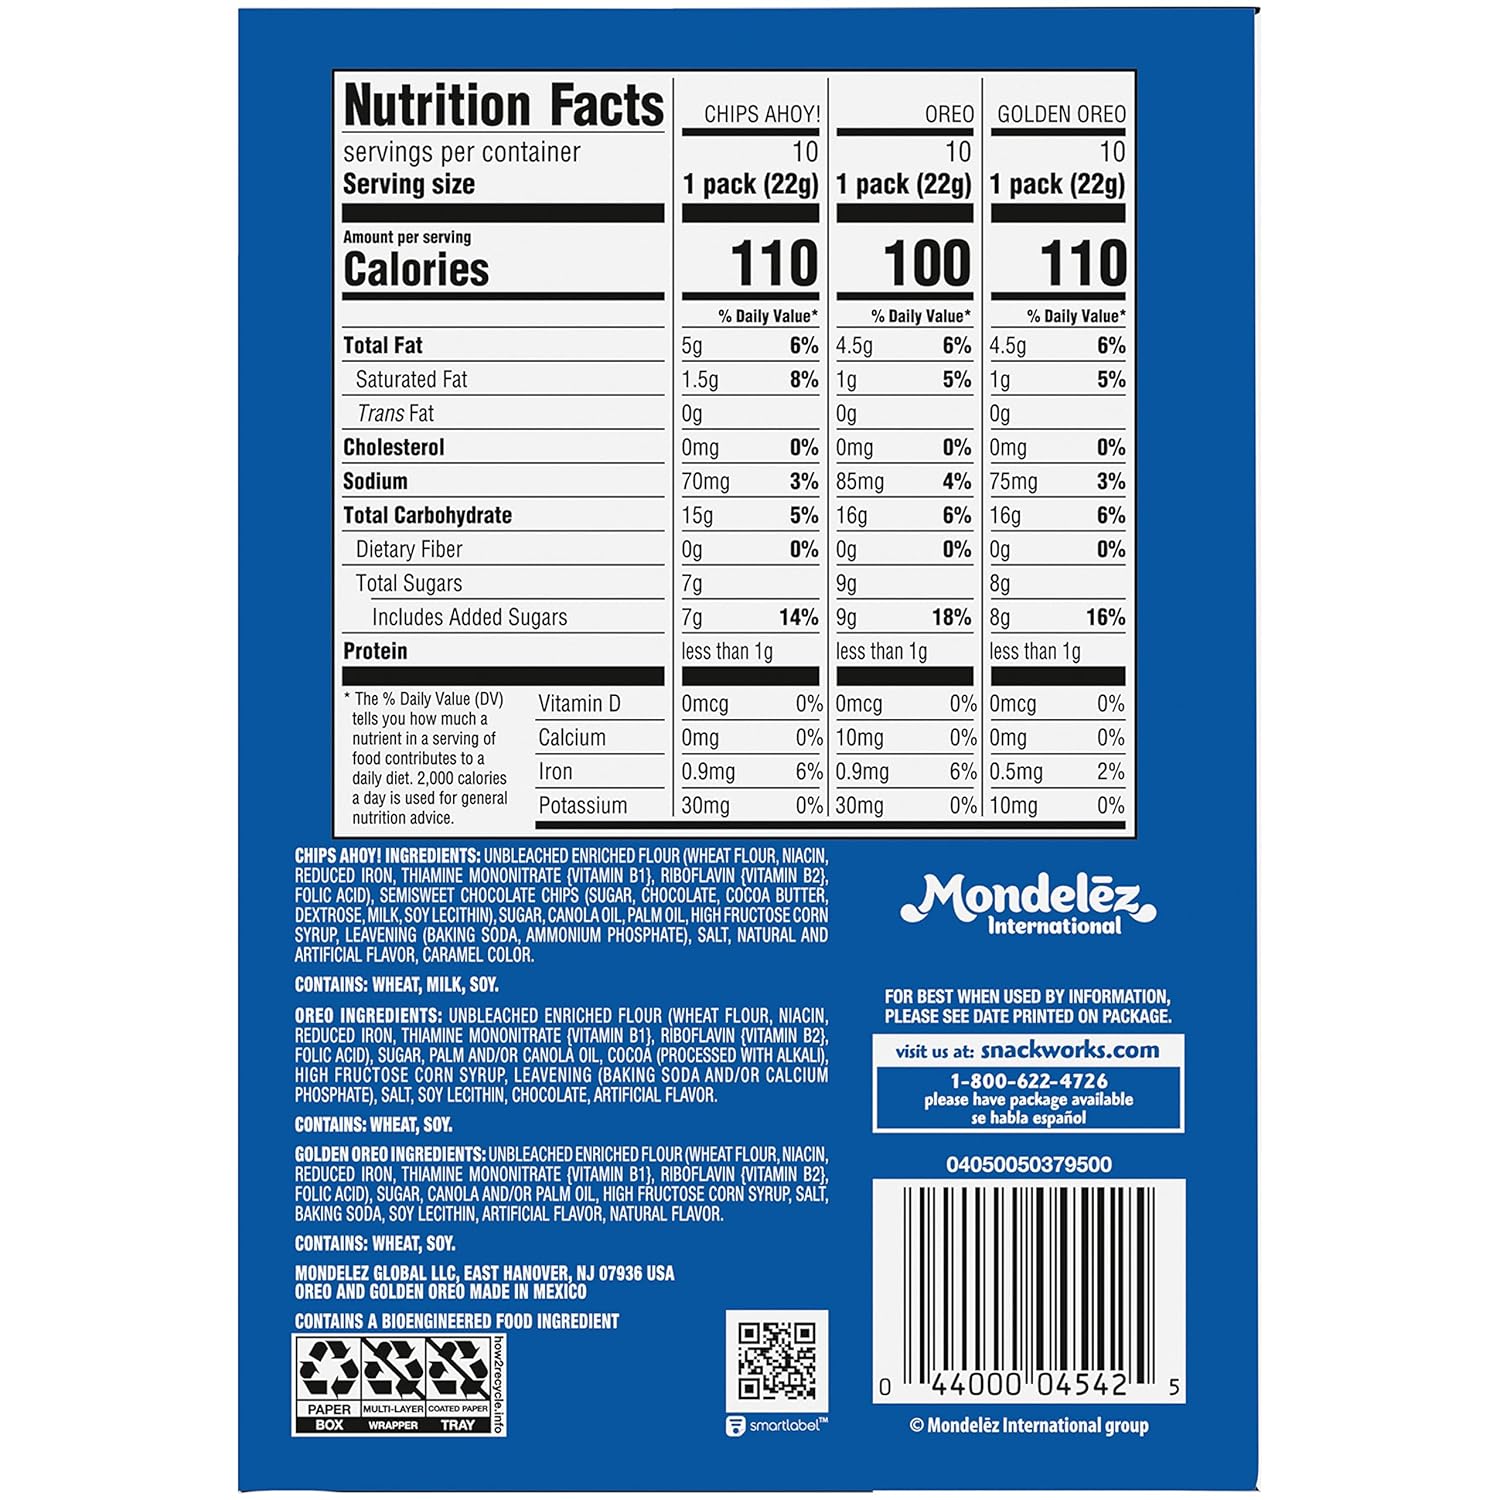 Nutrition Facts CHIPS AHOY! OREO GOLDEN OREO
servings per container 10 10 10
Serving size 1 pack (22g) 1 pack (22g) 1 pack (22g)
Amount per serving
Calories 110 100 110
% Daily Value* % Daily Value* % Daily Value*
Total Fat 5g 6% 4.5g 6% 4.5g 6%
Saturated Fat 1.5g 8% 1g 5% 1g 5%
Trans Fat 0g 0g 0g
Cholesterol 0mg 0% 0mg 0% 0mg 0%
Sodium 70mg 3% 85mg 4% 75mg 3%
Total Carbohydrate 15g 5% 16g 6% 16g 6%
Dietary Fiber 0g 0% 0g 0% 0g 0%
Total Sugars 7g 9g 8g
Includes Added Sugars 7g 14% 9g 18% 8g 16%
Protein less than 1g less than 1g less than 1g
Vitamin D 0mcg 0% 0mcg 0% 0mcg 0%
Calcium 0mg 0% 10mg 0% 0mg 0%
Iron 0.9mg 6% 0.9mg 6% 0.5mg 2%
Potassium 30mg 0% 30mg 0% 10mg 0%
* The % Daily Value (DV)
tells you how much a
nutrient in a serving of
food contributes to a
daily diet. 2,000 calories
a day is used for general
nutrition advice.
CHIPS AHOY! INGREDIENTS: UNBLEACHED ENRICHED FLOUR (WHEAT FLOUR, NIACIN,
REDUCED IRON, THIAMINE MONONITRATE {VITAMIN B1}, RIBOFLAVIN {VITAMIN B2},
FOLIC ACID), SEMISWEET CHOCOLATE CHIPS (SUGAR, CHOCOLATE, COCOA BUTTER,
DEXTROSE, MILK, SOY LECITHIN), SUGAR, CANOLA OIL, PALM OIL, HIGH FRUCTOSE CORN
SYRUP, LEAVENING (BAKING SODA, AMMONIUM PHOSPHATE), SALT, NATURAL AND
ARTIFICIAL FLAVOR, CARAMEL COLOR.
CONTAINS: WHEAT, MILK, SOY.
OREO INGREDIENTS: UNBLEACHED ENRICHED FLOUR (WHEAT FLOUR, NIACIN,
REDUCED IRON, THIAMINE MONONITRATE {VITAMIN B1}, RIBOFLAVIN {VITAMIN B2},
FOLIC ACID), SUGAR, PALM AND/OR CANOLA OIL, COCOA (PROCESSED WITH ALKALI),
HIGH FRUCTOSE CORN SYRUP, LEAVENING (BAKING SODA AND/OR CALCIUM
PHOSPHATE), SALT, SOY LECITHIN, CHOCOLATE, ARTIFICIAL FLAVOR.
CONTAINS: WHEAT, SOY.
GOLDEN OREO INGREDIENTS: UNBLEACHED ENRICHED FLOUR (WHEAT FLOUR, NIACIN,
REDUCED IRON, THIAMINE MONONITRATE {VITAMIN B1}, RIBOFLAVIN {VITAMIN B2},
FOLIC ACID), SUGAR, CANOLA AND/OR PALM OIL, HIGH FRUCTOSE CORN SYRUP, SALT,
BAKING SODA, SOY LECITHIN, ARTIFICIAL FLAVOR, NATURAL FLAVOR.
CONTAINS: WHEAT, SOY.
MONDELEZ GLOBAL LLC, EAST HANOVER, NJ 07936 USA
OREO AND GOLDEN OREO MADE IN MEXICO
CONTAINS A BIOENGINEERED FOOD INGREDIENT
PAPER MULTI-LAYER COATED PAPER
BOX WRAPPER TRAY
how2recycle.info
smartlabel™
Mondelēz
International
FOR BEST WHEN USED BY INFORMATION,
PLEASE SEE DATE PRINTED ON PACKAGE.
visit us at: snackworks.com
1-800-622-4726
please have package available
se habla español
04050050379500
0 44000 04542 5
© Mondelēz International group